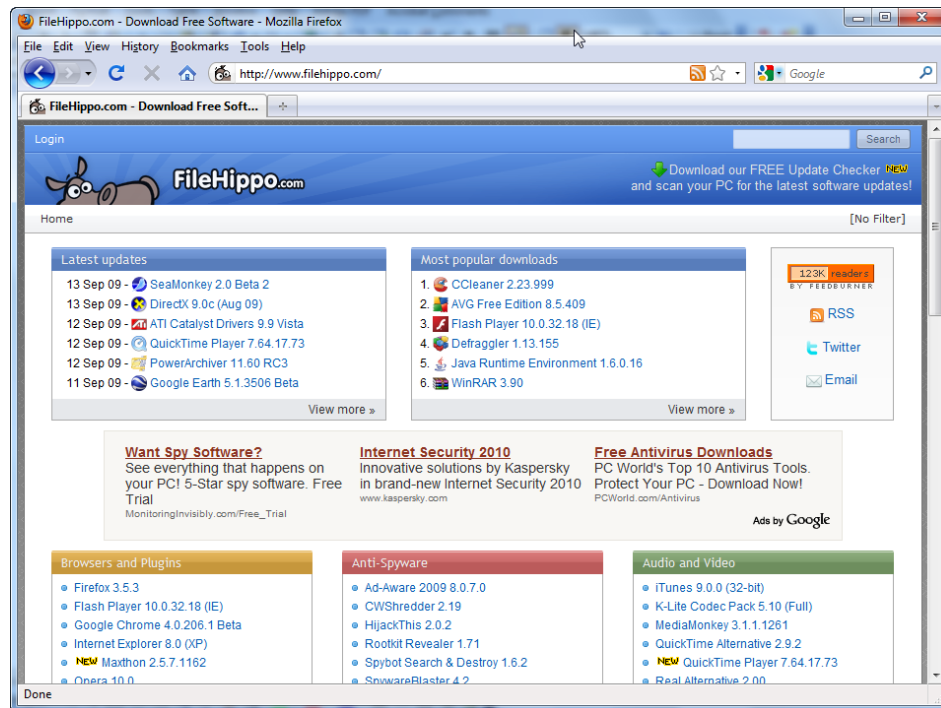 FileHippo.com - Download Free Software - Mozilla Firefox
File Edit View History Bookmarks Tools Help
http://www.filehippo.com/
Google
FileHippo.com - Download Free Soft...
Login
Search
FileHippo.com
Download our FREE Update Checker NEW
and scan your PC for the latest software updates!
Home
[No Filter]
Latest updates
13 Sep 09 - SeaMonkey 2.0 Beta 2
13 Sep 09 - DirectX 9.0c (Aug 09)
12 Sep 09 - ATI Catalyst Drivers 9.9 Vista
12 Sep 09 - QuickTime Player 7.64.17.73
12 Sep 09 - PowerArchiver 11.60 RC3
11 Sep 09 - Google Earth 5.1.3506 Beta
View more »
Most popular downloads
1. CCleaner 2.23.999
2. AVG Free Edition 8.5.409
3. Flash Player 10.0.32.18 (IE)
4. Defraggler 1.13.155
5. Java Runtime Environment 1.6.0.16
6. WinRAR 3.90
View more »
123K readers
BY FEEDBURNER
RSS
Twitter
Email
Want Spy Software?
See everything that happens on
your PC! 5-Star spy software. Free
Trial
MonitoringInvisibly.com/Free_Trial
Internet Security 2010
Innovative solutions by Kaspersky
in brand-new Internet Security 2010
www.kaspersky.com
Free Antivirus Downloads
PC World's Top 10 Antivirus Tools.
Protect Your PC - Download Now!
PCWorld.com/Antivirus
Ads by Google
Browsers and Plugins
Firefox 3.5.3
Flash Player 10.0.32.18 (IE)
Google Chrome 4.0.206.1 Beta
Internet Explorer 8.0 (XP)
NEW Maxthon 2.5.7.1162
Opera 10.0
Anti-Spyware
Ad-Aware 2009 8.0.7.0
CWShredder 2.19
HijackThis 2.0.2
Rootkit Revealer 1.71
Spybot Search & Destroy 1.6.2
SpywareBlaster 4.2
Audio and Video
iTunes 9.0.0 (32-bit)
K-Lite Codec Pack 5.10 (Full)
MediaMonkey 3.1.1.1261
QuickTime Alternative 2.9.2
NEW QuickTime Player 7.64.17.73
Real Alternative 2.00
Done